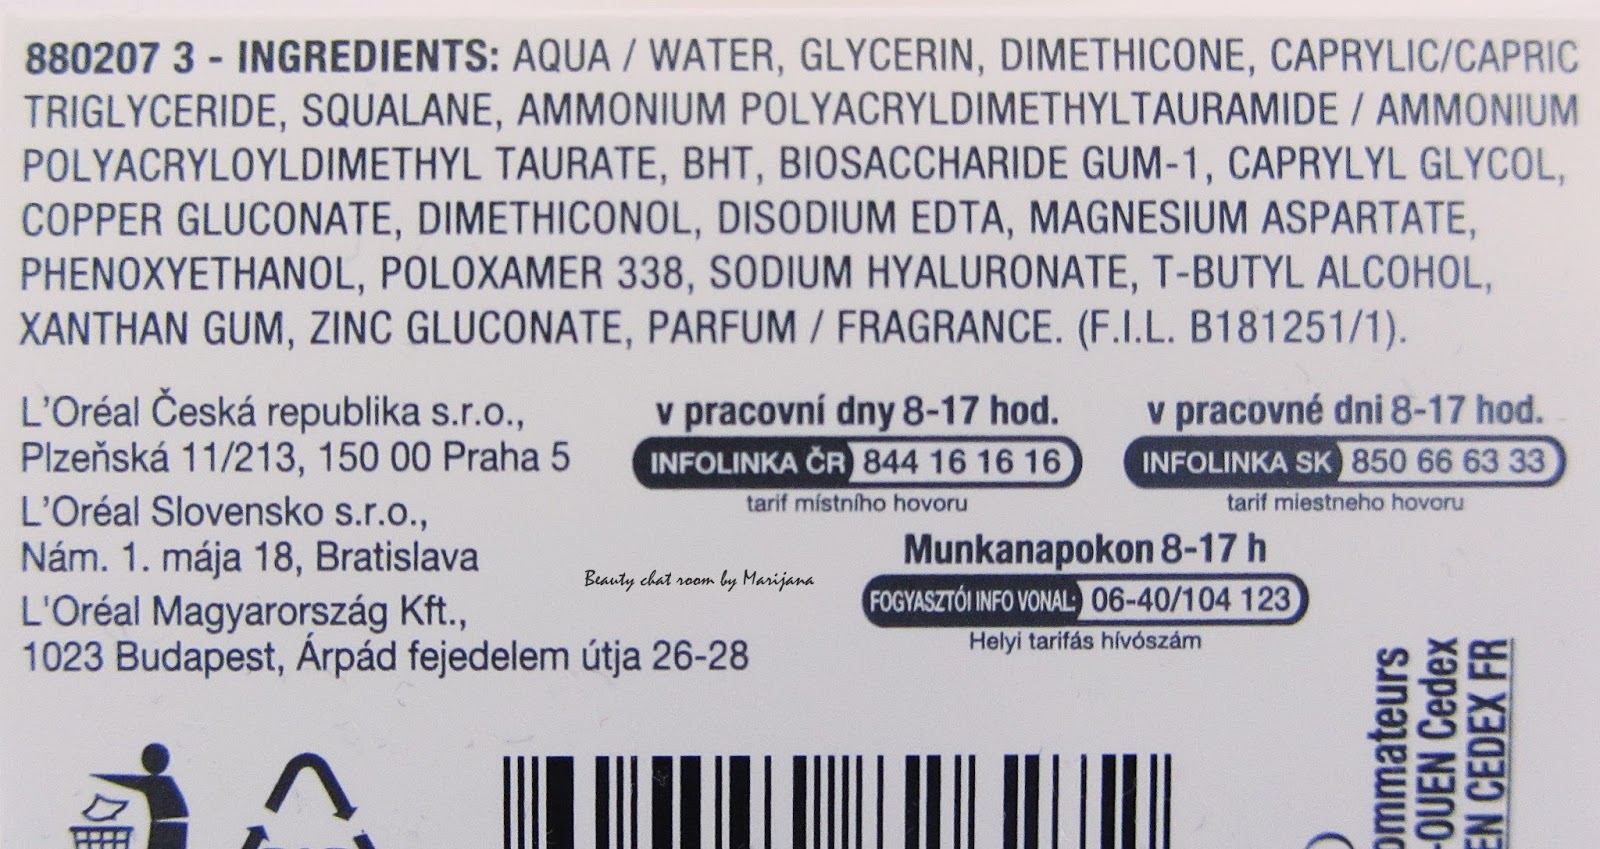 880207 3 - INGREDIENTS: AQUA / WATER, GLYCERIN, DIMETHICONE, CAPRYLIC/CAPRIC
TRIGLYCERIDE, SQUALANE, AMMONIUM POLYACRYLDIMETHYLTAURAMIDE / AMMONIUM
POLYACRYLOYLDIMETHYL TAURATE, BHT, BIOSACCHARIDE GUM-1, CAPRYLYL GLYCOL,
COPPER GLUCONATE, DIMETHICONOL, DISODIUM EDTA, MAGNESIUM ASPARTATE,
PHENOXYETHANOL, POLOXAMER 338, SODIUM HYALURONATE, T-BUTYL ALCOHOL,
XANTHAN GUM, ZINC GLUCONATE, PARFUM / FRAGRANCE. (F.I.L. B181251/1).
L'Oréal Česká republika s.r.o.,
Plzeňská 11/213, 150 00 Praha 5
L'Oréal Slovensko s.r.o.,
Nám. 1. mája 18, Bratislava
L'Oréal Magyarország Kft.,
1023 Budapest, Árpád fejedelem útja 26-28
v pracovní dny 8-17 hod.
INFOLINKA ČR 844 16 16 16
tarif místního hovoru
v pracovné dni 8-17 hod.
INFOLINKA SK 850 66 63 33
tarif miestneho hovoru
Munkanapokon 8-17 h
FOGYASZTÓI INFO VONAL: 06-40/104 123
Helyi tarifás hívószám
Beauty chat room by Marijana
ommateurs
-OUEN Cedex
EN CEDEX FR